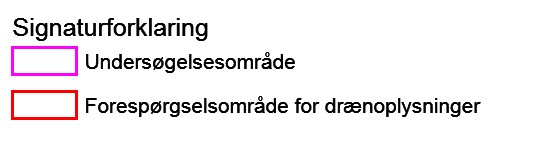 Signaturforklaring
Undersøgelsesområde
Forespørgselsområde for drænoplysninger